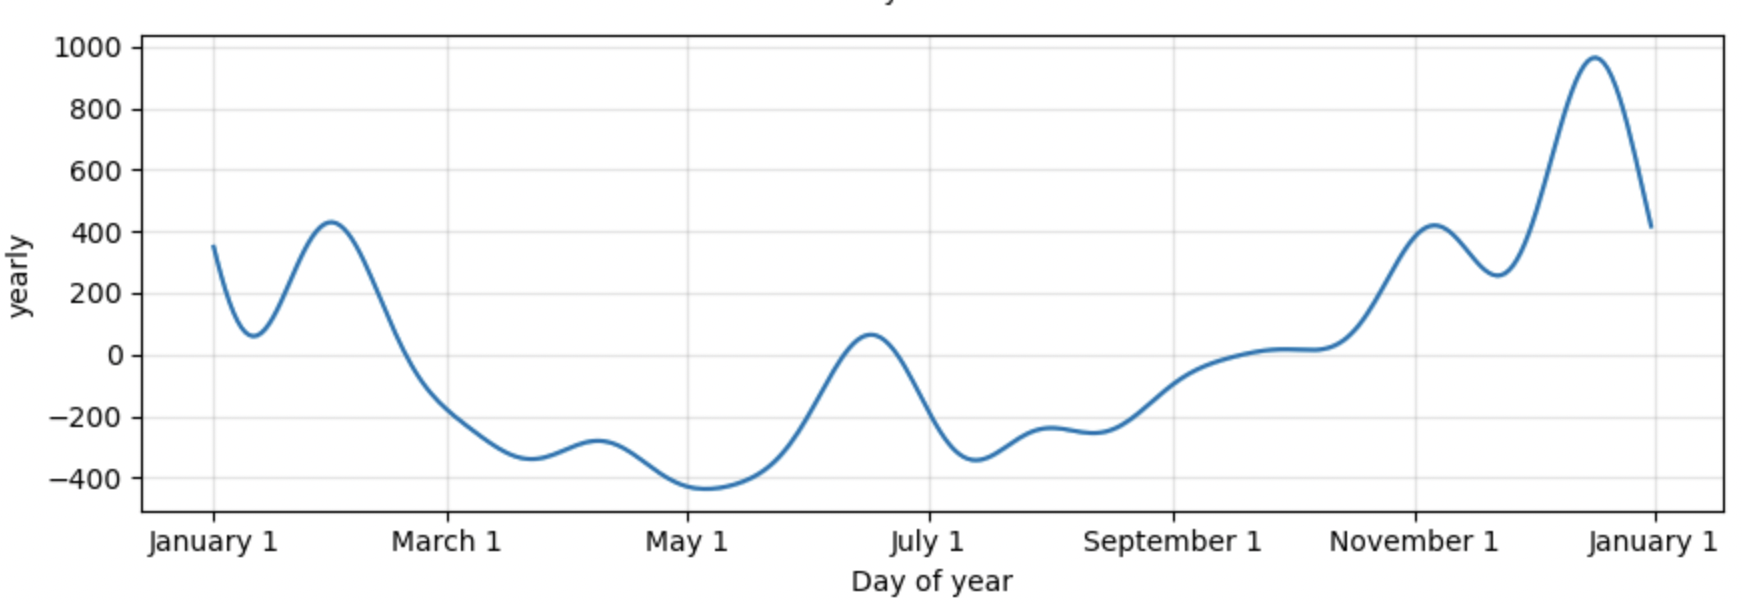 1000
800
600
400
200
0
−200
−400
yearly
January 1 March 1 May 1 July 1 September 1 November 1 January 1
Day of year